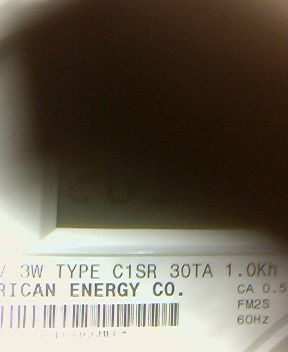 3W TYPE C1SR 30TA 1.0Kh
RICAN ENERGY CO.
CA 0.5
FM2S
60Hz